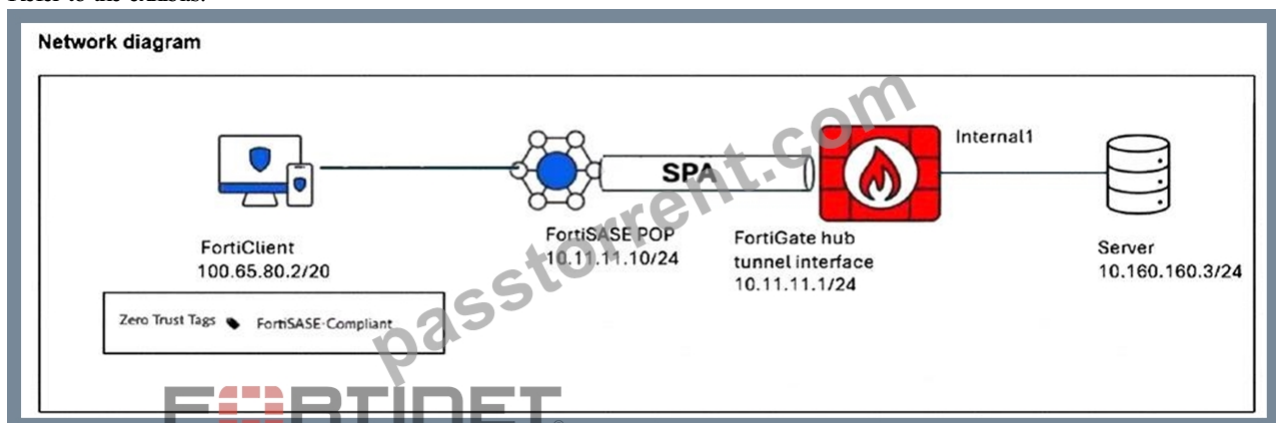 Network diagram
SPA
Internal1
FortiClient
100.65.80.2/20
FortiSASE POP
10.11.11.10/24
FortiGate hub
tunnel interface
10.11.11.1/24
Server
10.160.160.3/24
Zero Trust Tags FortiSASE-Compliant
passtorrent.com
FORTINET